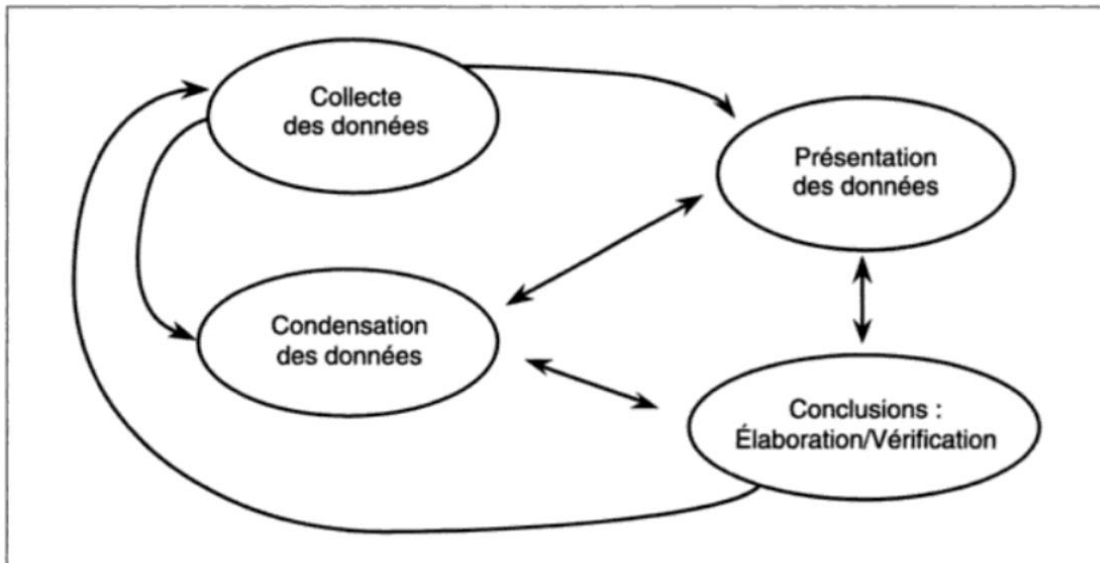 Collecte
des données
Présentation
des données
Condensation
des données
Conclusions :
Élaboration/Vérification